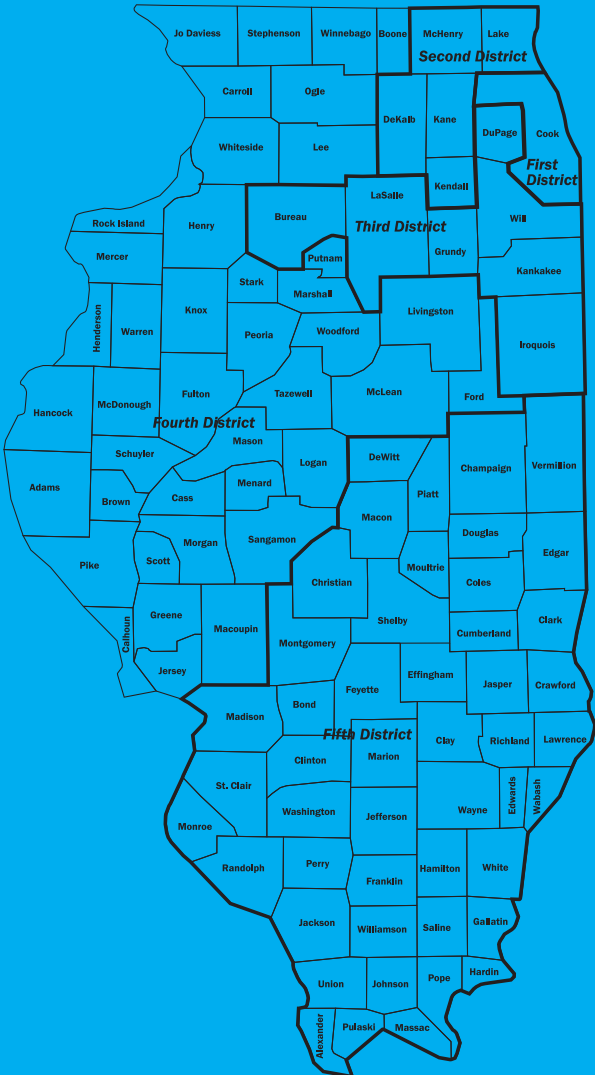 Jo Daviess
Stephenson
Winnebago
Boone
McHenry
Lake
Second District
Carroll
Ogle
DeKalb
Kane
DuPage
Cook
Whiteside
Lee
First
District
Kendall
LaSalle
Rock Island
Henry
Bureau
Third District
Will
Mercer
Putnam
Grundy
Kankakee
Stark
Marshall
Henderson
Warren
Knox
Peoria
Woodford
Livingston
Iroquois
Hancock
McDonough
Fulton
Tazewell
McLean
Ford
Fourth District
Mason
Schuyler
Logan
DeWitt
Champaign
Vermillion
Adams
Brown
Cass
Menard
Piatt
Macon
Pike
Scott
Morgan
Sangamon
Douglas
Edgar
Moultrie
Christian
Coles
Calhoun
Greene
Macoupin
Shelby
Cumberland
Clark
Montgomery
Jersey
Effingham
Jasper
Crawford
Feyette
Madison
Bond
Fifth District
Clay
Richland
Lawrence
Marion
Clinton
St. Clair
Edwards
Wabash
Wayne
Washington
Jefferson
Monroe
Randolph
Perry
Hamilton
White
Franklin
Jackson
Williamson
Saline
Gallatin
Union
Johnson
Pope
Hardin
Alexander
Pulaski
Massac